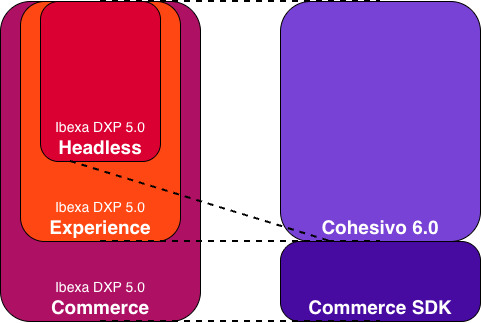 Ibexa DXP 5.0
Headless
Ibexa DXP 5.0
Experience
Ibexa DXP 5.0
Commerce
Cohesivo 6.0
Commerce SDK